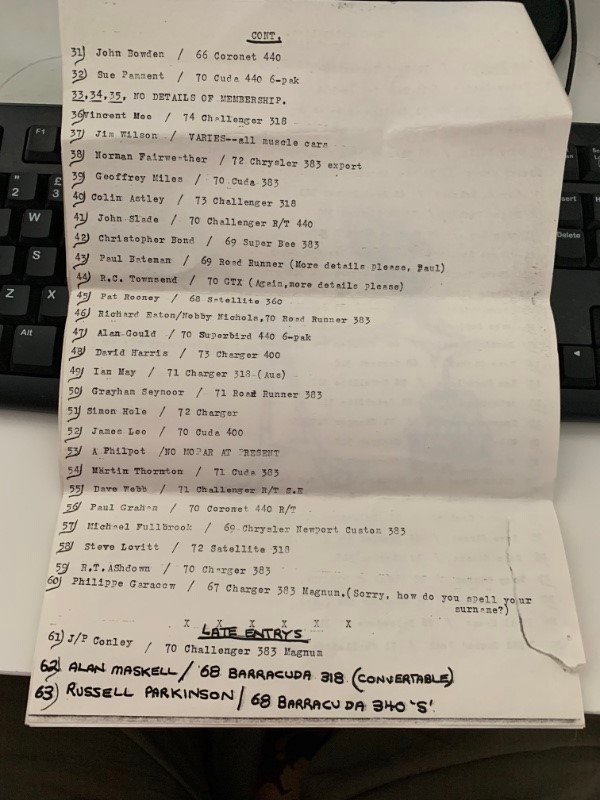 CONT.
31) John Bowden / 66 Coronet 440
32) Sue Pamment / 70 Cuda 440 6-pak
33,34,35, NO DETAILS OF MEMBERSHIP.
36) Vincent Mee / 74 Challenger 318
37) Jim Wilson / VARIES--all muscle cars
38) Norman Fairweather / 72 Chrysler 383 export
39) Geoffrey Miles / 70 Cuda 383
40) Colin Astley / 73 Challenger 318
41) John Slade / 70 Challenger R/T 440
42) Christopher Bond / 69 Super Bee 383
43) Paul Bateman / 69 Road Runner (More details please, Paul)
44) R.C. Townsend / 70 GTX (Again,more details please)
45) Pat Rooney / 68 Satellite 360
46) Richard Eaton/Nobby Nichols,70 Road Runner 383
47) Alan Gould / 70 Superbird 440 6-pak
48) David Harris / 73 Charger 400
49) Ian May / 71 Charger 318-(Aus)
50) Grayham Seymoor / 71 Road Runner 383
51) Simon Hole / 72 Charger
52) James Lee / 70 Cuda 400
53) A Philpot /NO MOPAR AT PRESENT
54) Martin Thornton / 71 Cuda 383
55) Dave Webb / 71 Challenger R/T S.E
56) Paul Graham / 70 Coronet 440 R/T
57) Michael Fullbrook / 69 Chrysler Newport Custom 383
58) Steve Lovitt / 72 Satellite 318
59) R.T.AShdown / 70 Charger 383
60) Philippe Garacow / 67 Charger 383 Magnum.(Sorry, how do you spell your
surname?)
X X X X X X
LATE ENTRYS
61) J/P Conley / 70 Challenger 383 Magnum
62) ALAN MASKELL / '68 BARRACUDA 318 (CONVERTABLE)
63) RUSSELL PARKINSON / 68 BARRACUDA 340 'S'.